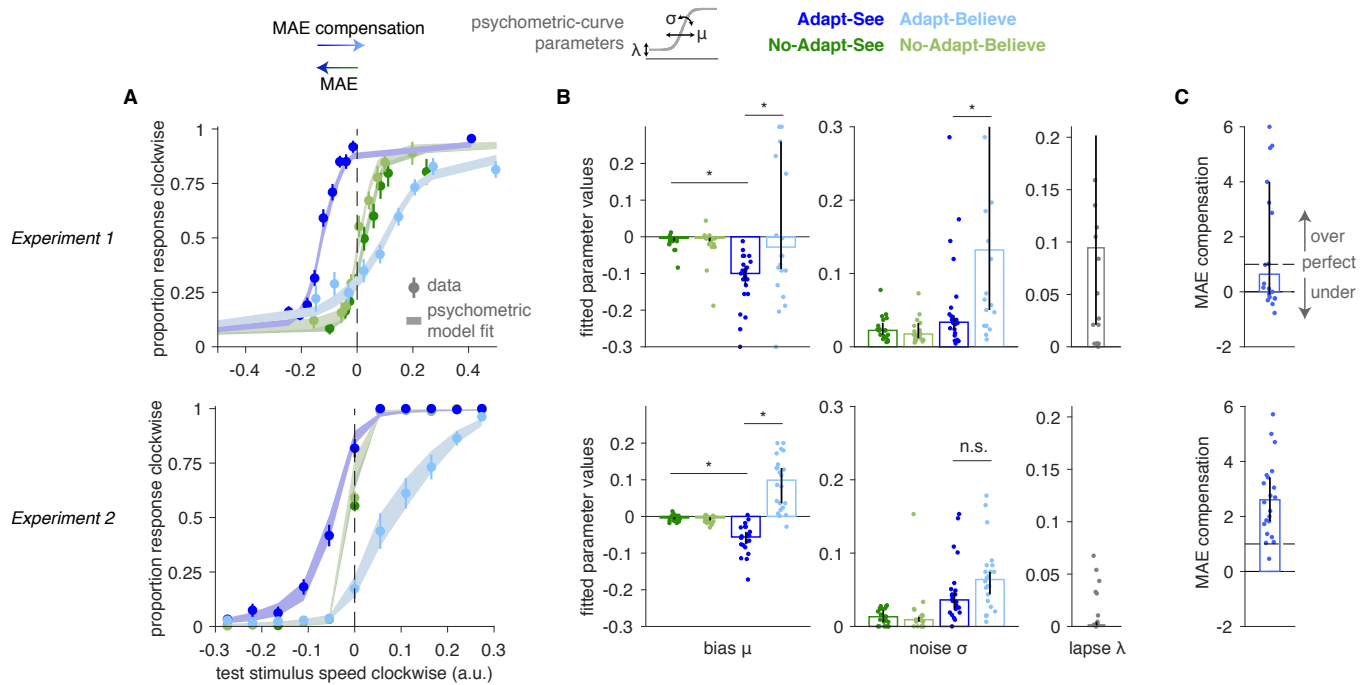 MAE compensation
MAE
psychometric-curve
parameters
σ
μ
λ
Adapt-See Adapt-Believe
No-Adapt-See No-Adapt-Believe
A
B
C
Experiment 1
proportion response clockwise
1
0.75
0.5
0.25
0
-0.4 -0.2 0 0.2 0.4
data
psychometric
model fit
fitted parameter values
0.2
0.1
0
-0.1
-0.2
-0.3
*
*
0.3
0.2
0.1
0
*
0.2
0.15
0.1
0.05
0
MAE compensation
6
4
2
0
-2
over
perfect
under
Experiment 2
proportion response clockwise
1
0.75
0.5
0.25
0
-0.3 -0.2 -0.1 0 0.1 0.2 0.3
test stimulus speed clockwise (a.u.)
fitted parameter values
0.2
0.1
0
-0.1
-0.2
-0.3
*
*
bias μ
0.3
0.2
0.1
0
n.s.
noise σ
0.2
0.15
0.1
0.05
0
lapse λ
MAE compensation
6
4
2
0
-2